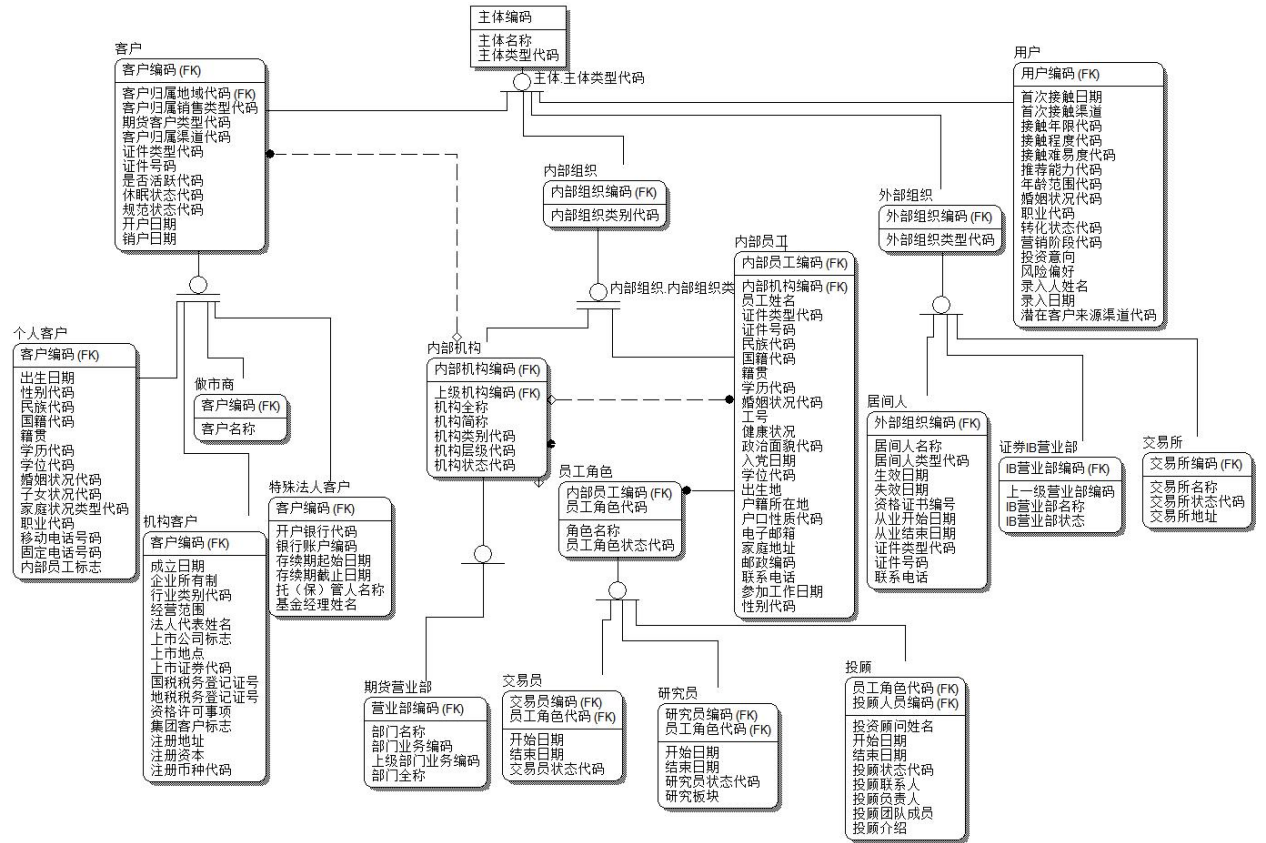 主体编码
主体名称
主体类型代码
主体.主体类型代码
客户
客户编码 (FK)
客户归属地域代码 (FK)
客户归属销售类型代码
期货客户类型代码
客户归属渠道代码
证件类型代码
证件号码
是否活跃代码
休眠状态代码
规范状态代码
开户日期
销户日期
用户
用户编码 (FK)
首次接触日期
首次接触渠道
接触年限代码
接触程度代码
接触难易度代码
推荐能力代码
年龄范围代码
婚姻状况代码
职业代码
转化状态代码
营销阶段代码
投资意向
风险偏好
录入人姓名
录入日期
潜在客户来源渠道代码
内部组织
内部组织编码 (FK)
内部组织类别代码
内部组织.内部组织类
外部组织
外部组织编码 (FK)
外部组织类型代码
内部员工
内部员工编码 (FK)
内部机构编码 (FK)
员工姓名
证件类型代码
证件号码
民族代码
国籍代码
籍贯
学历代码
婚姻状况代码
工号
健康状况
政治面貌代码
入党日期
学位代码
出生地
户籍所在地
户口性质代码
电子邮箱
家庭地址
邮政编码
联系电话
参加工作日期
性别代码
个人客户
客户编码 (FK)
出生日期
性别代码
民族代码
国籍代码
籍贯
学历代码
学位代码
婚姻状况代码
子女状况代码
家庭状况类型代码
职业代码
移动电话号码
固定电话号码
内部员工标志
做市商
客户编码 (FK)
客户名称
机构客户
客户编码 (FK)
成立日期
企业所有制
行业类别代码
经营范围
法人代表姓名
上市公司标志
上市地点
上市证券代码
国税税务登记证号
地税税务登记证号
资格许可事项
集团客户标志
注册地址
注册资本
注册币种代码
特殊法人客户
客户编码 (FK)
开户银行代码
银行账户编码
存续期起始日期
存续期截止日期
托（保）管人名称
基金经理姓名
内部机构
内部机构编码 (FK)
上级机构编码 (FK)
机构全称
机构简称
机构类别代码
机构层级代码
机构状态代码
员工角色
内部员工编码 (FK)
员工角色代码
角色名称
员工角色状态代码
居间人
外部组织编码 (FK)
居间人名称
居间人类型代码
生效日期
失效日期
资格证书编号
从业开始日期
从业结束日期
证件类型代码
证件号码
联系电话
证券IB营业部
IB营业部编码 (FK)
上一级营业部编码
IB营业部名称
IB营业部状态
交易所
交易所编码 (FK)
交易所名称
交易所状态代码
交易所地址
期货营业部
营业部编码 (FK)
部门名称
部门业务编码
上级部门业务编码
部门全称
交易员
交易员编码 (FK)
员工角色代码 (FK)
开始日期
结束日期
交易员状态代码
研究员
研究员编码 (FK)
员工角色代码 (FK)
开始日期
结束日期
研究员状态代码
研究板块
投顾
员工角色代码 (FK)
投顾人员编码 (FK)
投资顾问姓名
开始日期
结束日期
投顾状态代码
投顾联系人
投顾负责人
投顾团队成员
投顾介绍